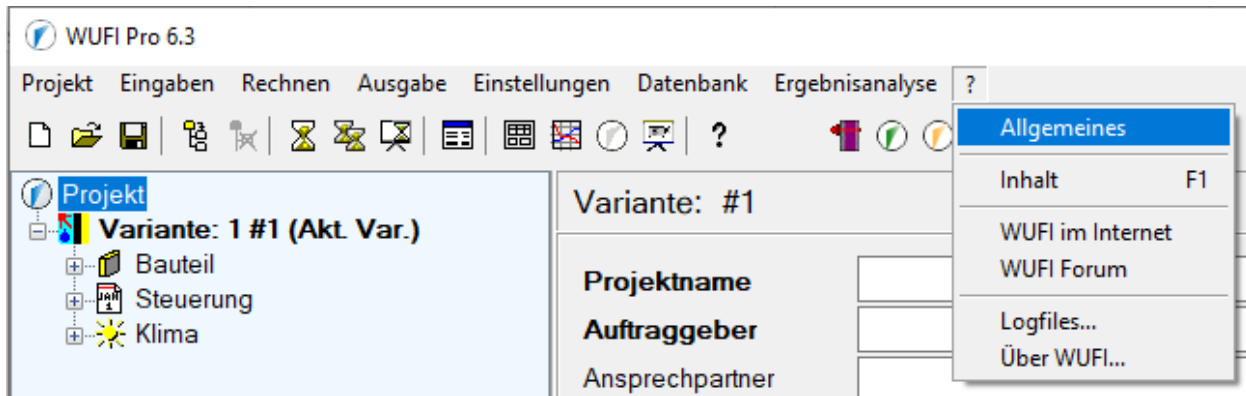 WUFI Pro 6.3
Projekt Eingaben Rechnen Ausgabe Einstellungen Datenbank Ergebnisanalyse ?
?
Projekt
Variante: 1 #1 (Akt. Var.)
Bauteil
Steuerung
Klima
Variante: #1
Projektname
Auftraggeber
Ansprechpartner
Allgemeines
Inhalt F1
WUFI im Internet
WUFI Forum
Logfiles...
Über WUFI...